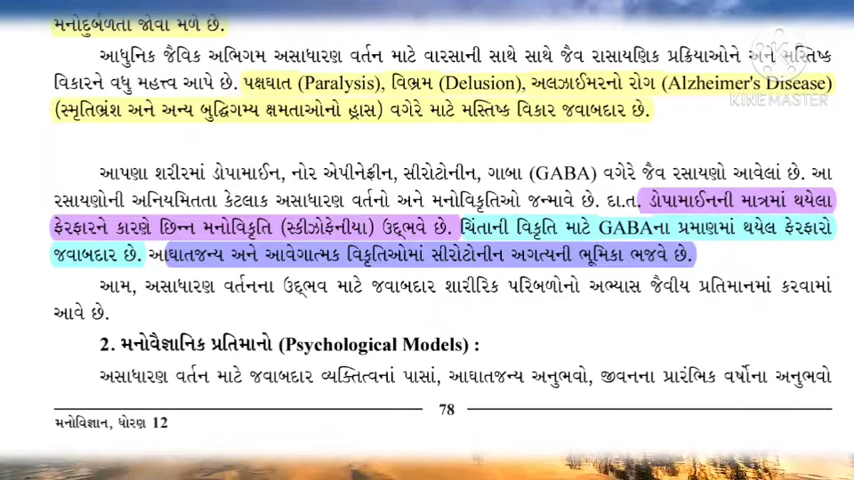 મનોદુર્બળતા જોવા મળે છે.
આધુનિક જૈવિક અભિગમ અસાધારણ વર્તન માટે વારસાની સાથે સાથે જૈવ રાસાયણિક પ્રક્રિયાઓને અને મસ્તિષ્ક
વિકારને વધુ મહત્ત્વ આપે છે. પક્ષઘાત (Paralysis), વિભ્રમ (Delusion), અલઝાઈમરનો રોગ (Alzheimer's Disease)
(સ્મૃતિભ્રંશ અને અન્ય બુદ્ધિગમ્ય ક્ષમતાઓનો હ્રાસ) વગેરે માટે મસ્તિષ્ક વિકાર જવાબદાર છે.
આપણા શરીરમાં ડોપામાઈન, નોર એપીનેફ્રીન, સીરોટોનીન, ગાબા (GABA) વગેરે જૈવ રસાયણો આવેલાં છે. આ
રસાયણોની અનિયમિતતા કેટલાક અસાધારણ વર્તનો અને મનોવિકૃતિઓ જન્માવે છે. દા.ત. ડોપામાઈનની માત્રમાં થયેલા
ફેરફારને કારણે છિન્ન મનોવિકૃતિ (સ્કીઝોફેનીયા) ઉદ્ભવે છે. ચિંતાની વિકૃતિ માટે GABAના પ્રમાણમાં થયેલ ફેરફારો
જવાબદાર છે. આઘાતજન્ય અને આવેગાત્મક વિકૃતિઓમાં સીરોટોનીન અગત્યની ભૂમિકા ભજવે છે.
આમ, અસાધારણ વર્તનના ઉદ્ભવ માટે જવાબદાર શારીરિક પરિબળોનો અભ્યાસ જૈવીય પ્રતિમાનમાં કરવામાં
આવે છે.
2. મનોવૈજ્ઞાનિક પ્રતિમાનો (Psychological Models) :
અસાધારણ વર્તન માટે જવાબદાર વ્યક્તિત્વનાં પાસાં, આઘાતજન્ય અનુભવો, જીવનના પ્રારંભિક વર્ષોના અનુભવો
78
મનોવિજ્ઞાન, ધોરણ 12
KINEMASTER